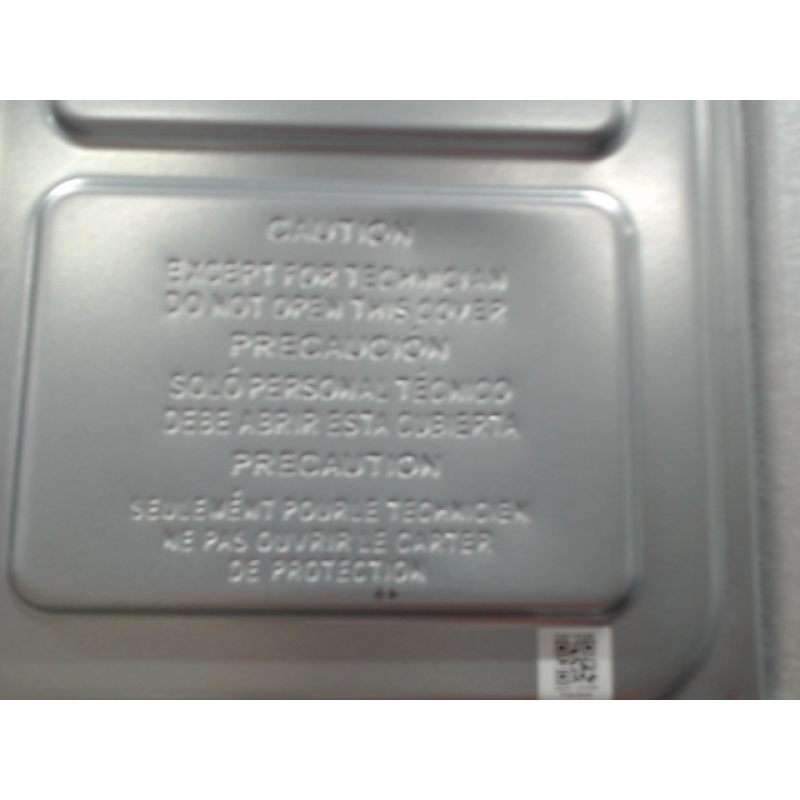 CAUTION
EXCEPT FOR TECHNICIAN
DO NOT OPEN THIS COVER
PRECAUCIÓN
SOLÓ PERSONAL TÉCNICO
DEBE ABRIR ESTA CUBIERTA
PRECAUTION
SEULEMÉNT POUR LE TECHNICIEN
NE PAS OUVRIR LE CARTER
DE PROTECTION